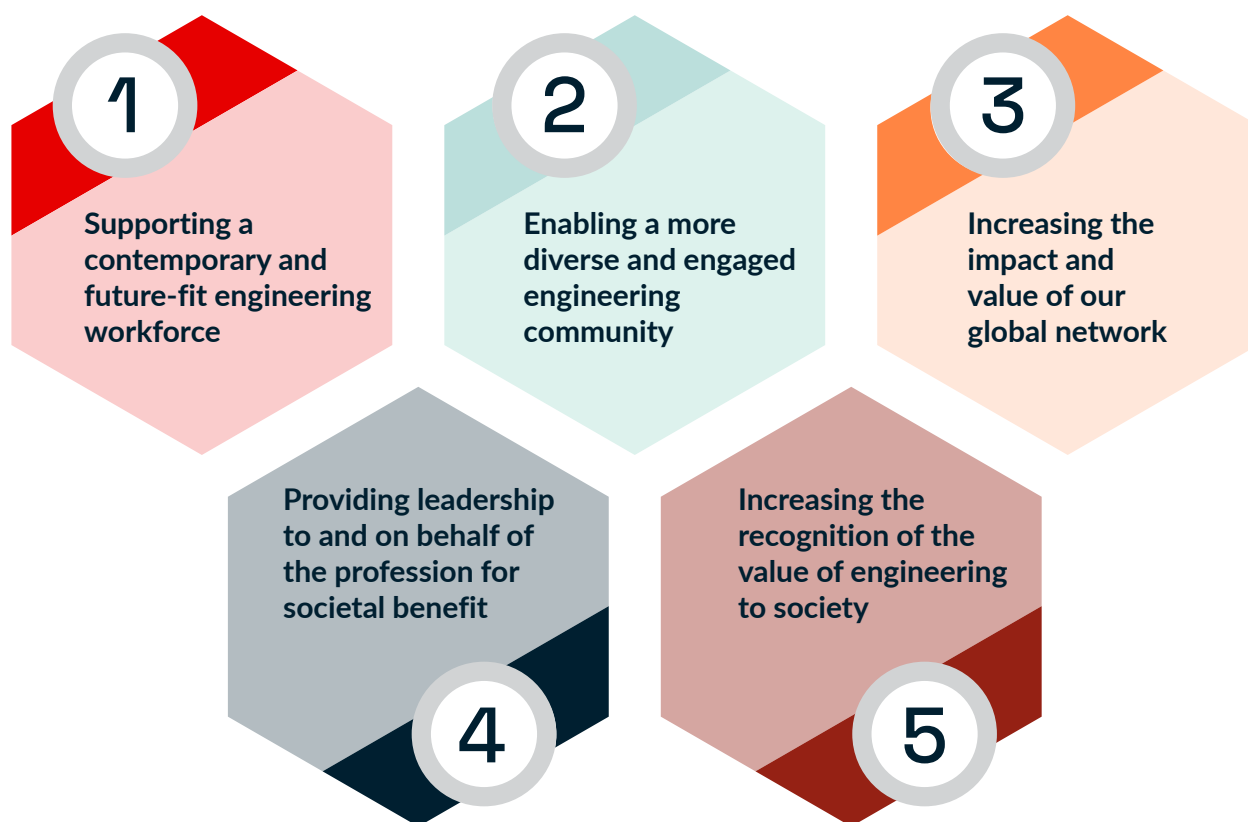 1
Supporting a
contemporary and
future-fit engineering
workforce
2
Enabling a more
diverse and engaged
engineering
community
3
Increasing the
impact and
value of our
global network
Providing leadership
to and on behalf of
the profession for
societal benefit
4
Increasing the
recognition of the
value of engineering
to society
5